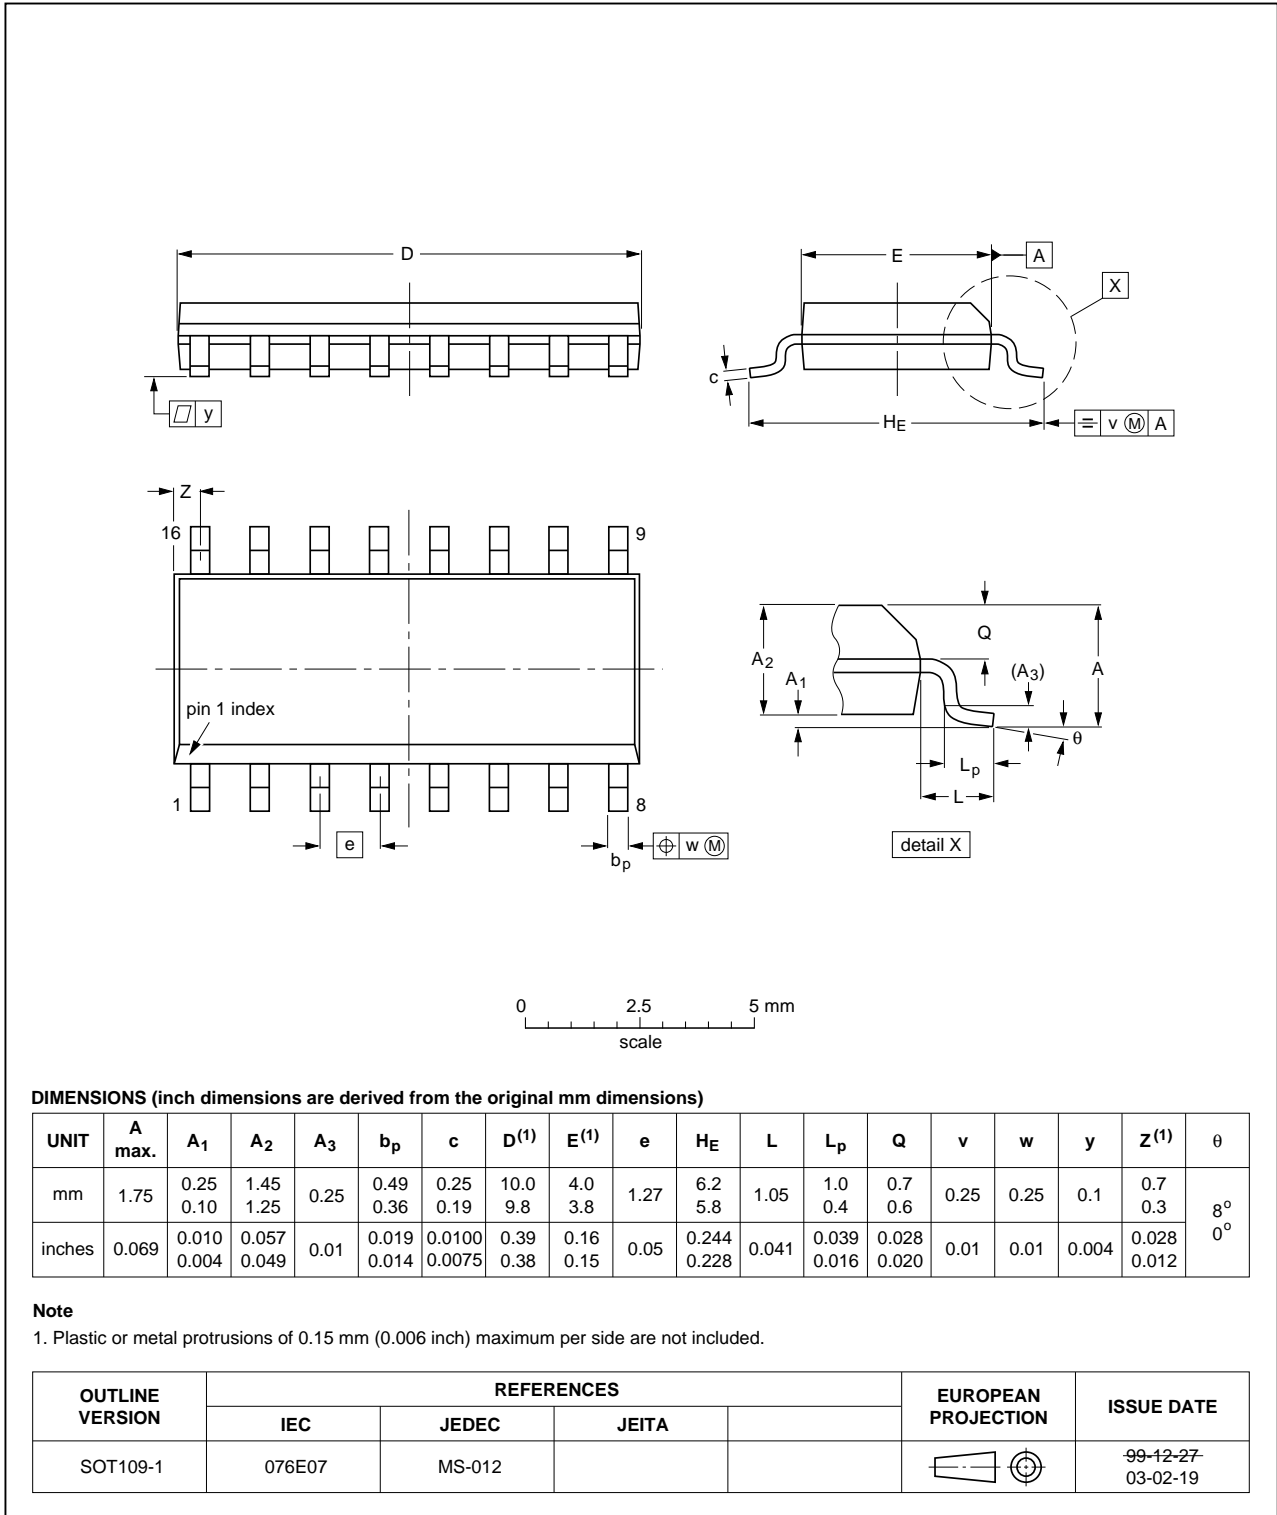 D
E
A
X
c
y
HE
v Ⓜ A
Z
16
9
Q
A2
A1
(A3)
A
pin 1 index
θ
Lp
L
1
8
e
w Ⓜ
bp
detail X
0 2.5 5 mm
scale
DIMENSIONS (inch dimensions are derived from the original mm dimensions)
UNIT A max. A1 A2 A3 bp c D(1) E(1) e HE L Lp Q v w y Z(1) θ
mm 1.75 0.25 0.10 1.45 1.25 0.25 0.49 0.36 0.25 0.19 10.0 9.8 4.0 3.8 1.27 6.2 5.8 1.05 1.0 0.4 0.7 0.6 0.25 0.25 0.1 0.7 0.3 8° 0°
inches 0.069 0.010 0.004 0.057 0.049 0.01 0.019 0.014 0.0100 0.0075 0.39 0.38 0.16 0.15 0.05 0.244 0.228 0.041 0.039 0.016 0.028 0.020 0.01 0.01 0.004 0.028 0.012
Note
1. Plastic or metal protrusions of 0.15 mm (0.006 inch) maximum per side are not included.
OUTLINE VERSION REFERENCES EUROPEAN PROJECTION ISSUE DATE
IEC JEDEC JEITA
SOT109-1 076E07 MS-012 99-12-27
03-02-19